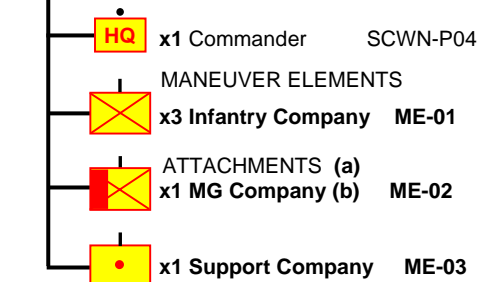 HQ x1 Commander SCWN-P04
MANEUVER ELEMENTS
x3 Infantry Company ME-01
ATTACHMENTS (a)
x1 MG Company (b) ME-02
x1 Support Company ME-03